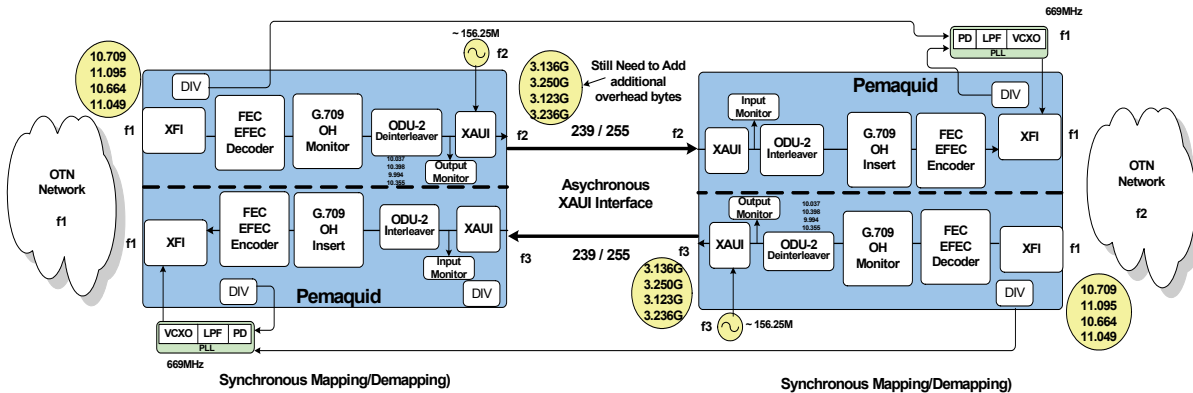 669MHz
PD LPF VCXO
f1
PLL
~ 156.25M
f2
10.709
11.095
10.664
11.049
3.136G
3.250G
3.123G
3.236G
Still Need to Add
additional
overhead bytes
Pemaquid
DIV
DIV
f1
XFI
FEC
EFEC
Decoder
G.709
OH
Monitor
ODU-2
Deinterleaver
10.037
10.398
9.994
10.355
XAUI
f2
Output
Monitor
239 / 255
f2
XAUI
Input
Monitor
ODU-2
Interleaver
G.709
OH
Insert
FEC
EFEC
Encoder
XFI
f1
OTN
Network
f1
Asychronous
XAUI Interface
OTN
Network
f2
f1
XFI
FEC
EFEC
Encoder
G.709
OH
Insert
ODU-2
Interleaver
XAUI
f3
Input
Monitor
239 / 255
f3
XAUI
Output
Monitor
10.037
10.398
9.994
10.355
ODU-2
Deinterleaver
G.709
OH
Monitor
FEC
EFEC
Decoder
XFI
f1
DIV
Pemaquid
DIV
DIV
3.136G
3.250G
3.123G
3.236G
f3
~ 156.25M
10.709
11.095
10.664
11.049
VCXO LPF PD
PLL
669MHz
Synchronous Mapping/Demapping)
Synchronous Mapping/Demapping)